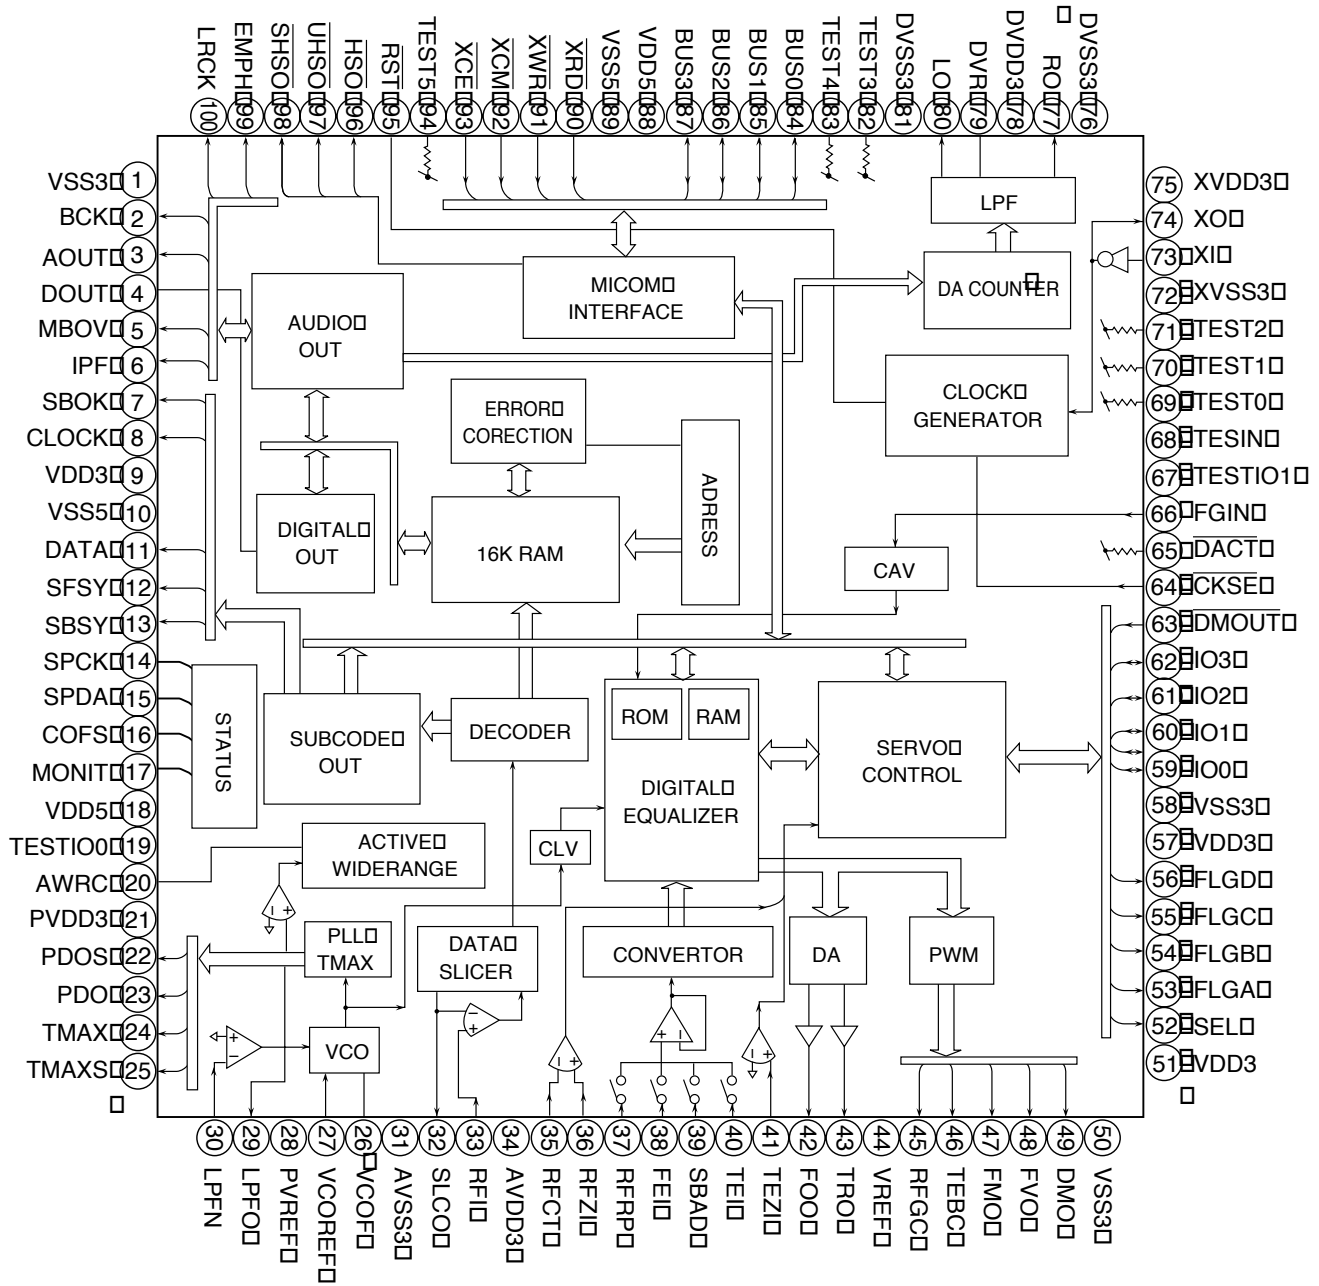 LRCK 100
EMPH 99
SHSO 98
UHSO 97
HSO 96
RST 95
TEST5 94
XCE 93
XCM 92
XWR 91
XRD 90
VSS5 89
VDD5 88
BUS3 87
BUS2 86
BUS1 85
BUS0 84
TEST4 83
TEST3 82
DVSS3 81
LO 80
DVR 79
DVDD3 78
RO 77
DVSS3 76
VSS3 1
BCK 2
AOUT 3
DOUT 4
MBOV 5
IPF 6
SBOK 7
CLOCK 8
VDD3 9
VSS5 10
DATA 11
SFSY 12
SBSY 13
SPCK 14
SPDA 15
COFS 16
MONIT 17
VDD5 18
TESTIO0 19
AWRC 20
PVDD3 21
PDOS 22
PDO 23
TMAX 24
TMAXS 25
LPF
MICOM
INTERFACE
DA COUNTER
AUDIO
OUT
CLOCK
GENERATOR
ERROR
CORECTION
ADRESS
DIGITAL
OUT
16K RAM
CAV
STATUS
SUBCODE
OUT
DECODER
ROM
RAM
DIGITAL
EQUALIZER
SERVO
CONTROL
ACTIVE
WIDERANGE
CLV
PLL
TMAX
DATA
SLICER
CONVERTOR
DA
PWM
VCO
+
−
75 XVDD3
74 XO
73 XI
72 XVSS3
71 TEST2
70 TEST1
69 TEST0
68 TESIN
67 TESTIO1
66 FGIN
65 DACT
64 CKSE
63 DMOUT
62 IO3
61 IO2
60 IO1
59 IO0
58 VSS3
57 VDD3
56 FLGD
55 FLGC
54 FLGB
53 FLGA
52 SEL
51 VDD3
30 LPFN
29 LPFO
28 PVREF
27 VCOREF
26 VCOF
31 AVSS3
32 SLCO
33 RFI
34 AVDD3
35 RFCT
36 RFZI
37 RFRP
38 FEI
39 SBAD
40 TEI
41 TEZI
42 FOO
43 TRO
44 VREF
45 RFGC
46 TEBC
47 FMO
48 FVO
49 DMO
50 VSS3